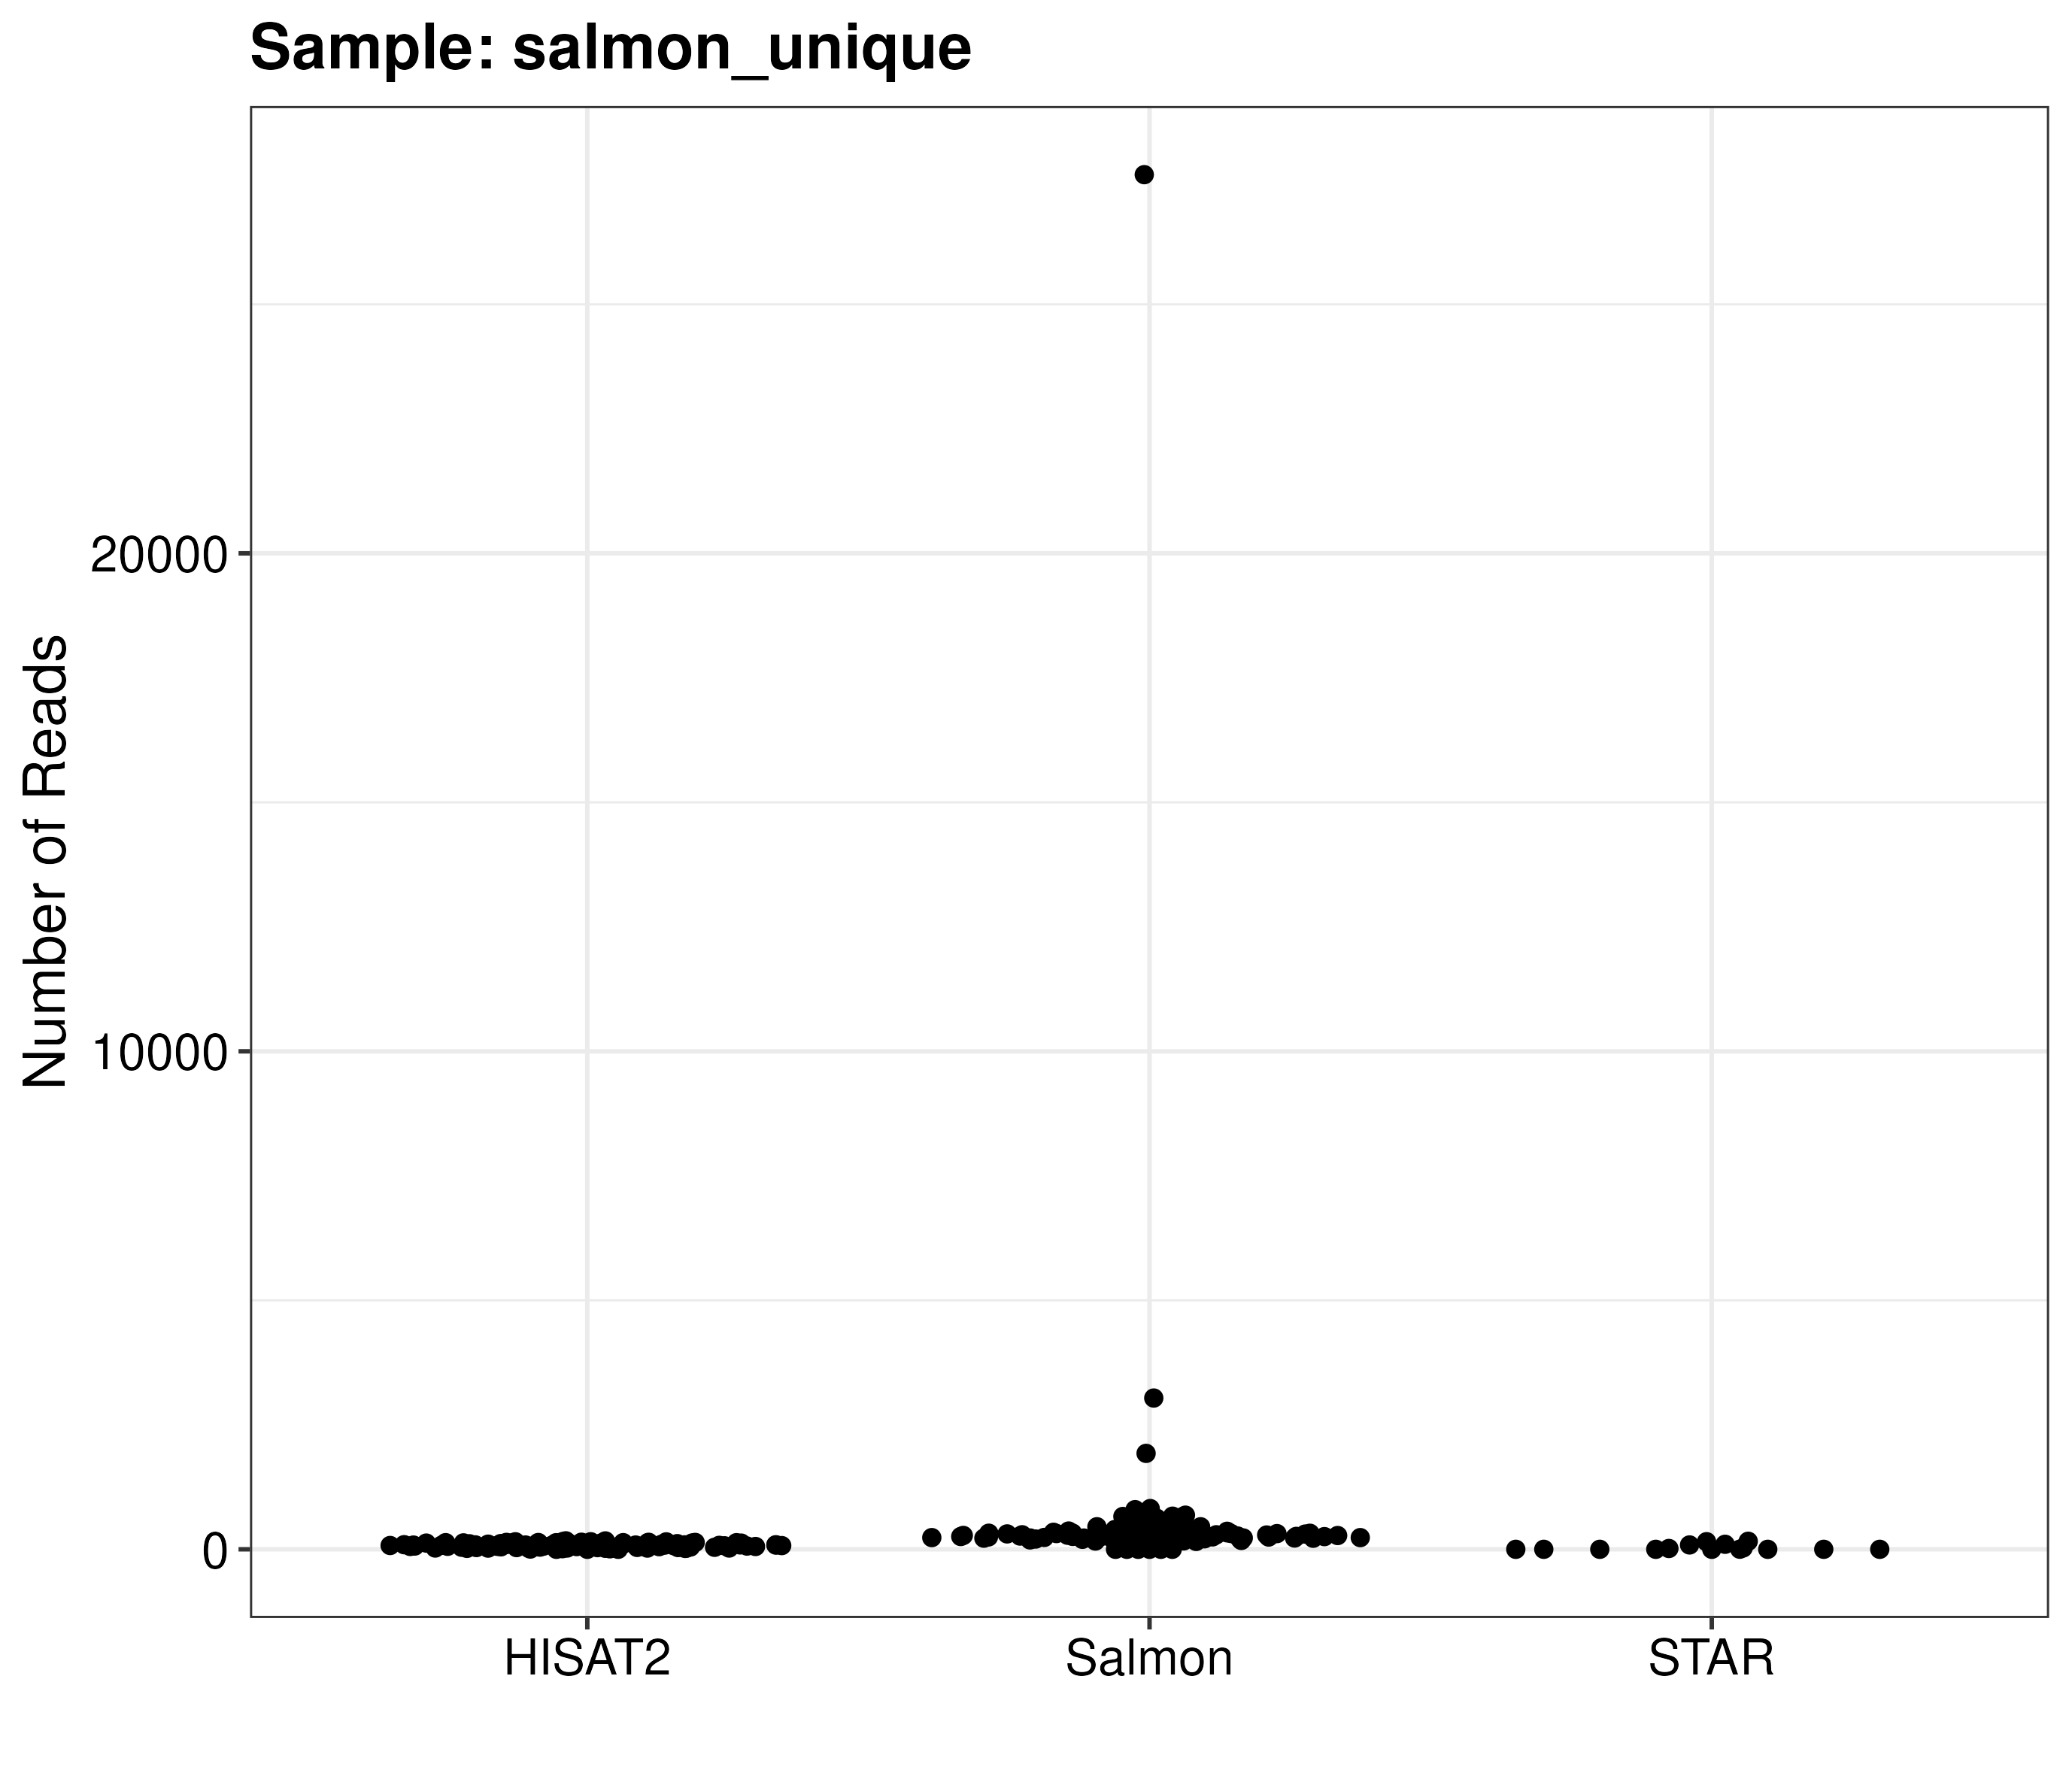 Sample: salmon_unique
Number of Reads
20000
10000
0
HISAT2 Salmon STAR